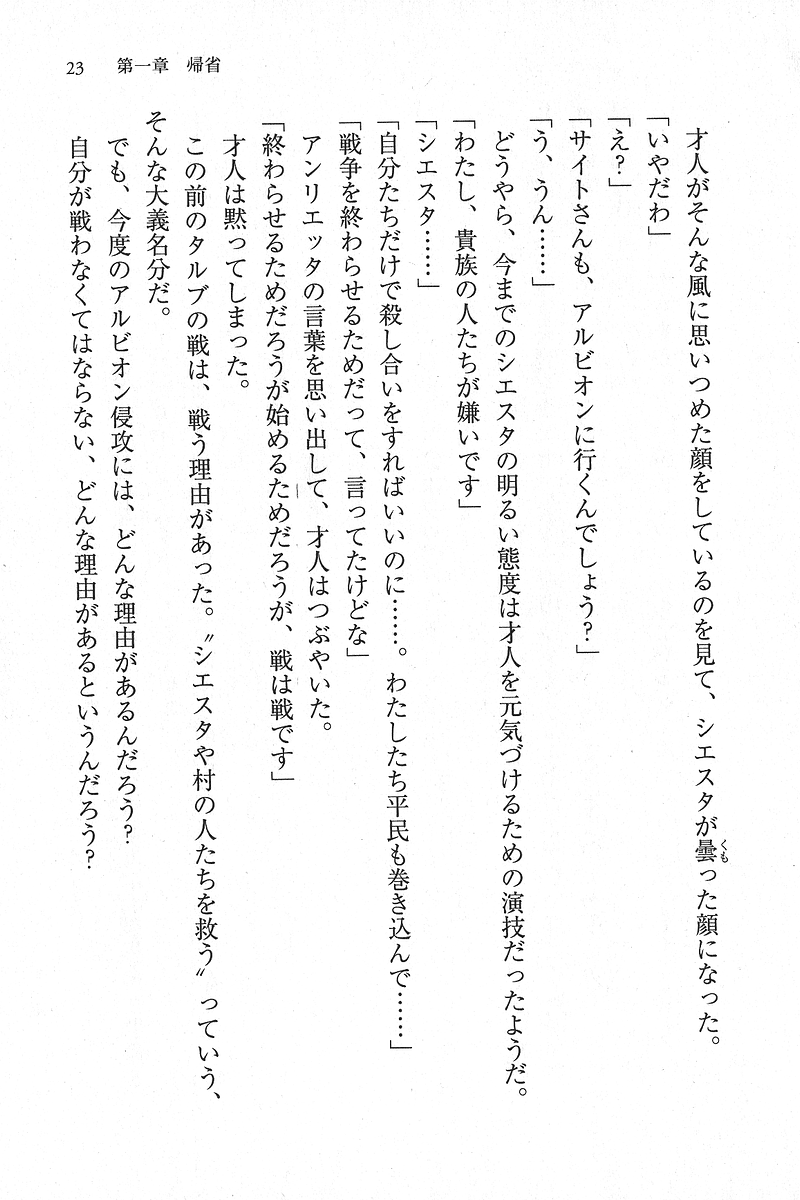 23　第一章　帰省
才人がそんな風に思いつめた顔をしているのを見て、シエスタが曇った顔になった。
くも
「いやだわ」
「え？」
「サイトさんも、アルビオンに行くんでしょう？」
「う、うん……」
どうやら、今までのシエスタの明るい態度は才人を元気づけるための演技だったようだ。
「わたし、貴族の人たちが嫌いです」
「シエスタ……」
「自分たちだけで殺し合いをすればいいのに……。わたしたち平民も巻き込んで……」
「戦争を終わらせるためだって、言ってたけどな」
アンリエッタの言葉を思い出して、才人はつぶやいた。
「終わらせるためだろうが始めるためだろうが、戦は戦です」
才人は黙ってしまった。
この前のタルブの戦は、戦う理由があった。〝シエスタや村の人たちを救う〟っていう、
そんな大義名分だ。
でも、今度のアルビオン侵攻には、どんな理由があるんだろう？
自分が戦わなくてはならない、どんな理由があるというんだろう？